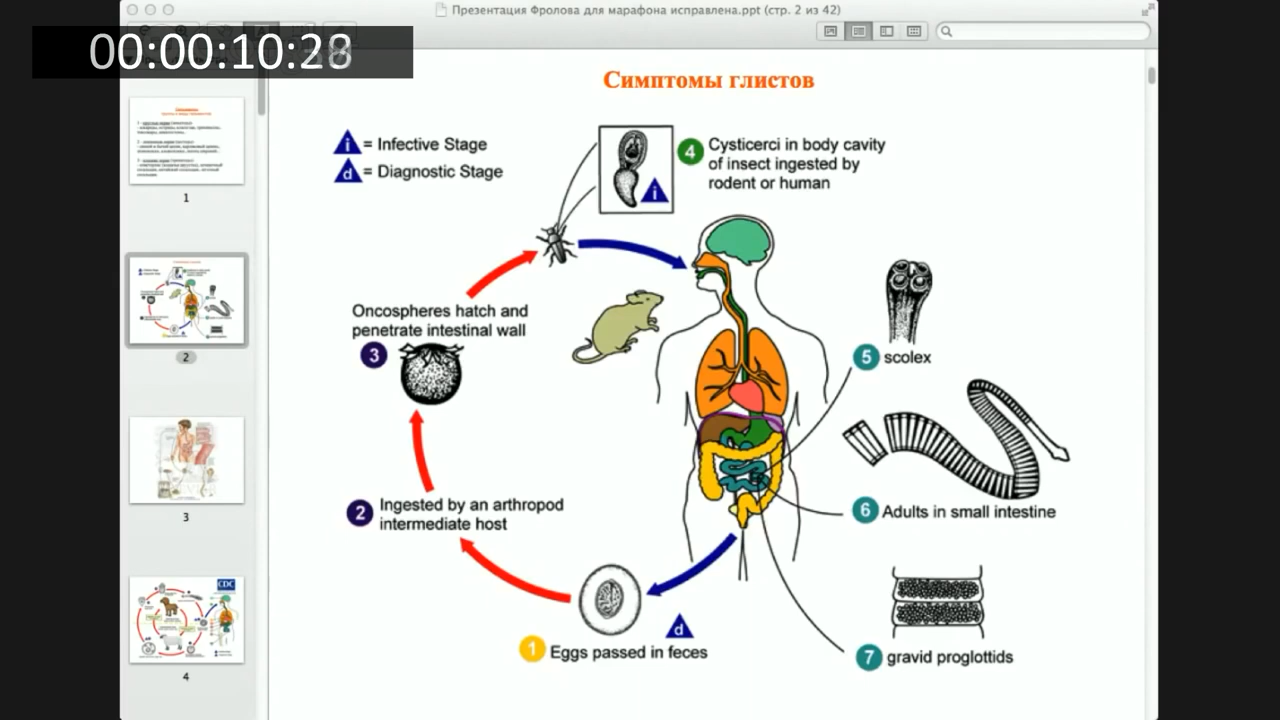 Презентация Фролова для марафона исправлена.ppt (стр. 2 из 42)
00:00:10:28
Симптомы глистов
i = Infective Stage
d = Diagnostic Stage
4 Cysticerci in body cavity
of insect ingested by
rodent or human
i
Oncospheres hatch and
penetrate intestinal wall
3
5 scolex
2 Ingested by an arthropod
intermediate host
6 Adults in small intestine
d
1 Eggs passed in feces
7 gravid proglottids
1
2
3
CDC
4